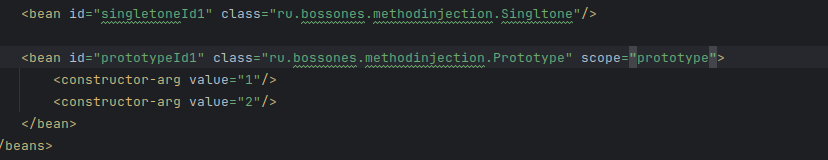 <bean id="singletoneId1" class="ru.bossones.methodinjection.Singltone"/>
<bean id="prototypeId1" class="ru.bossones.methodinjection.Prototype" scope="prototype">
<constructor-arg value="1"/>
<constructor-arg value="2"/>
</bean>
/beans>